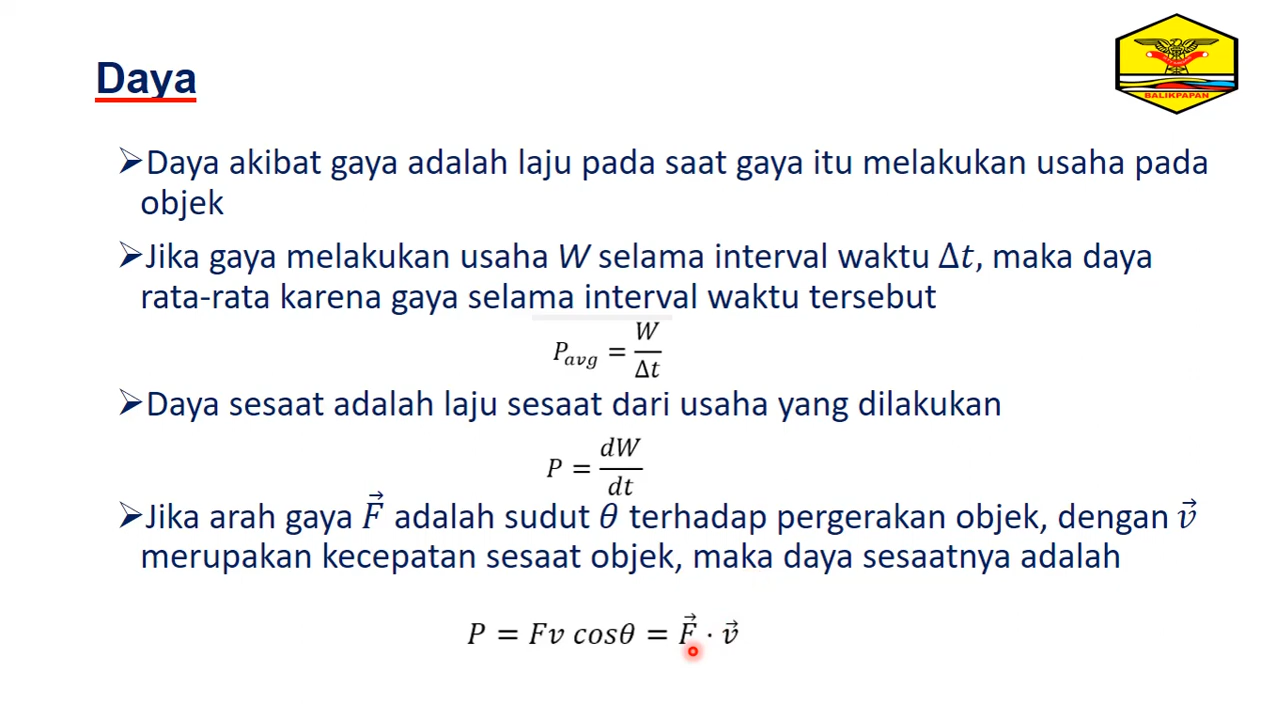 Daya
BALIKPAPAN
➢Daya akibat gaya adalah laju pada saat gaya itu melakukan usaha pada
objek
➢Jika gaya melakukan usaha W selama interval waktu Δt, maka daya
rata-rata karena gaya selama interval waktu tersebut
P_avg = W/Δt
➢Daya sesaat adalah laju sesaat dari usaha yang dilakukan
P = dW/dt
➢Jika arah gaya F⃗ adalah sudut θ terhadap pergerakan objek, dengan v⃗
merupakan kecepatan sesaat objek, maka daya sesaatnya adalah
P = Fv cosθ = F⃗ · v⃗